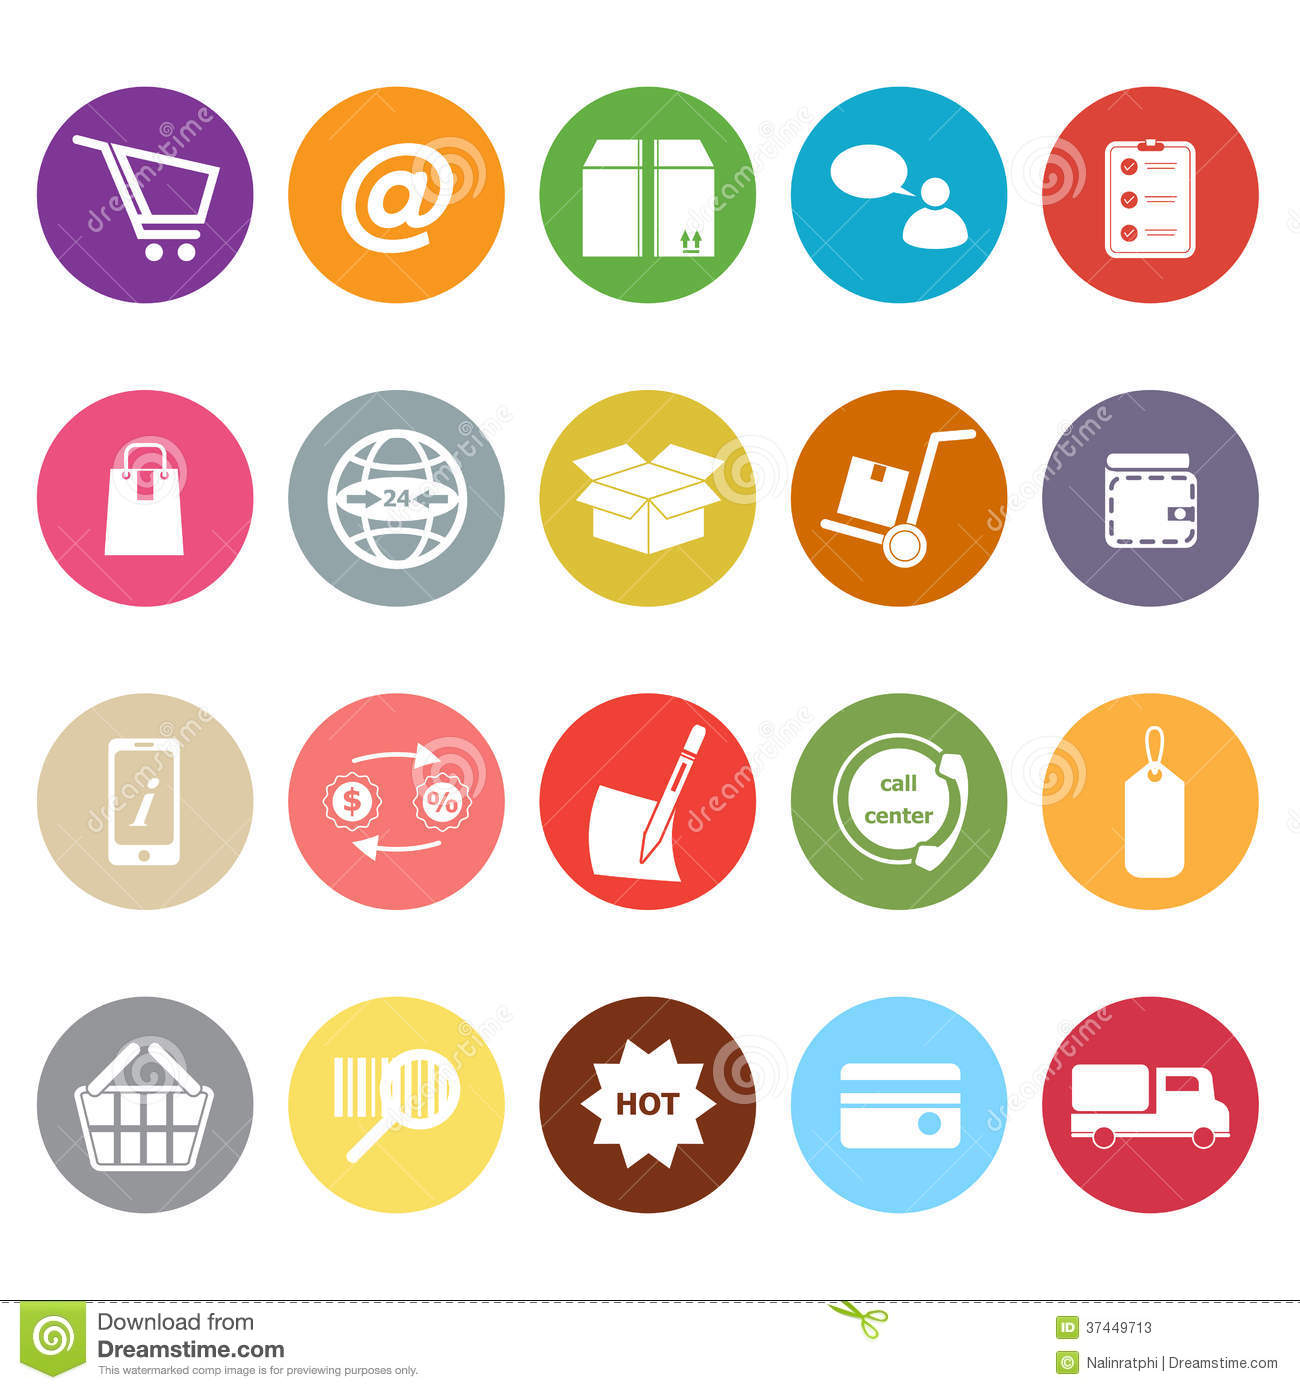 @
24
i
$
%
call
center
HOT
Download from
Dreamstime.com
This watermarked comp image is for previewing purposes only.
ID 37449713
© Nalinratphi | Dreamstime.com
dreamstime